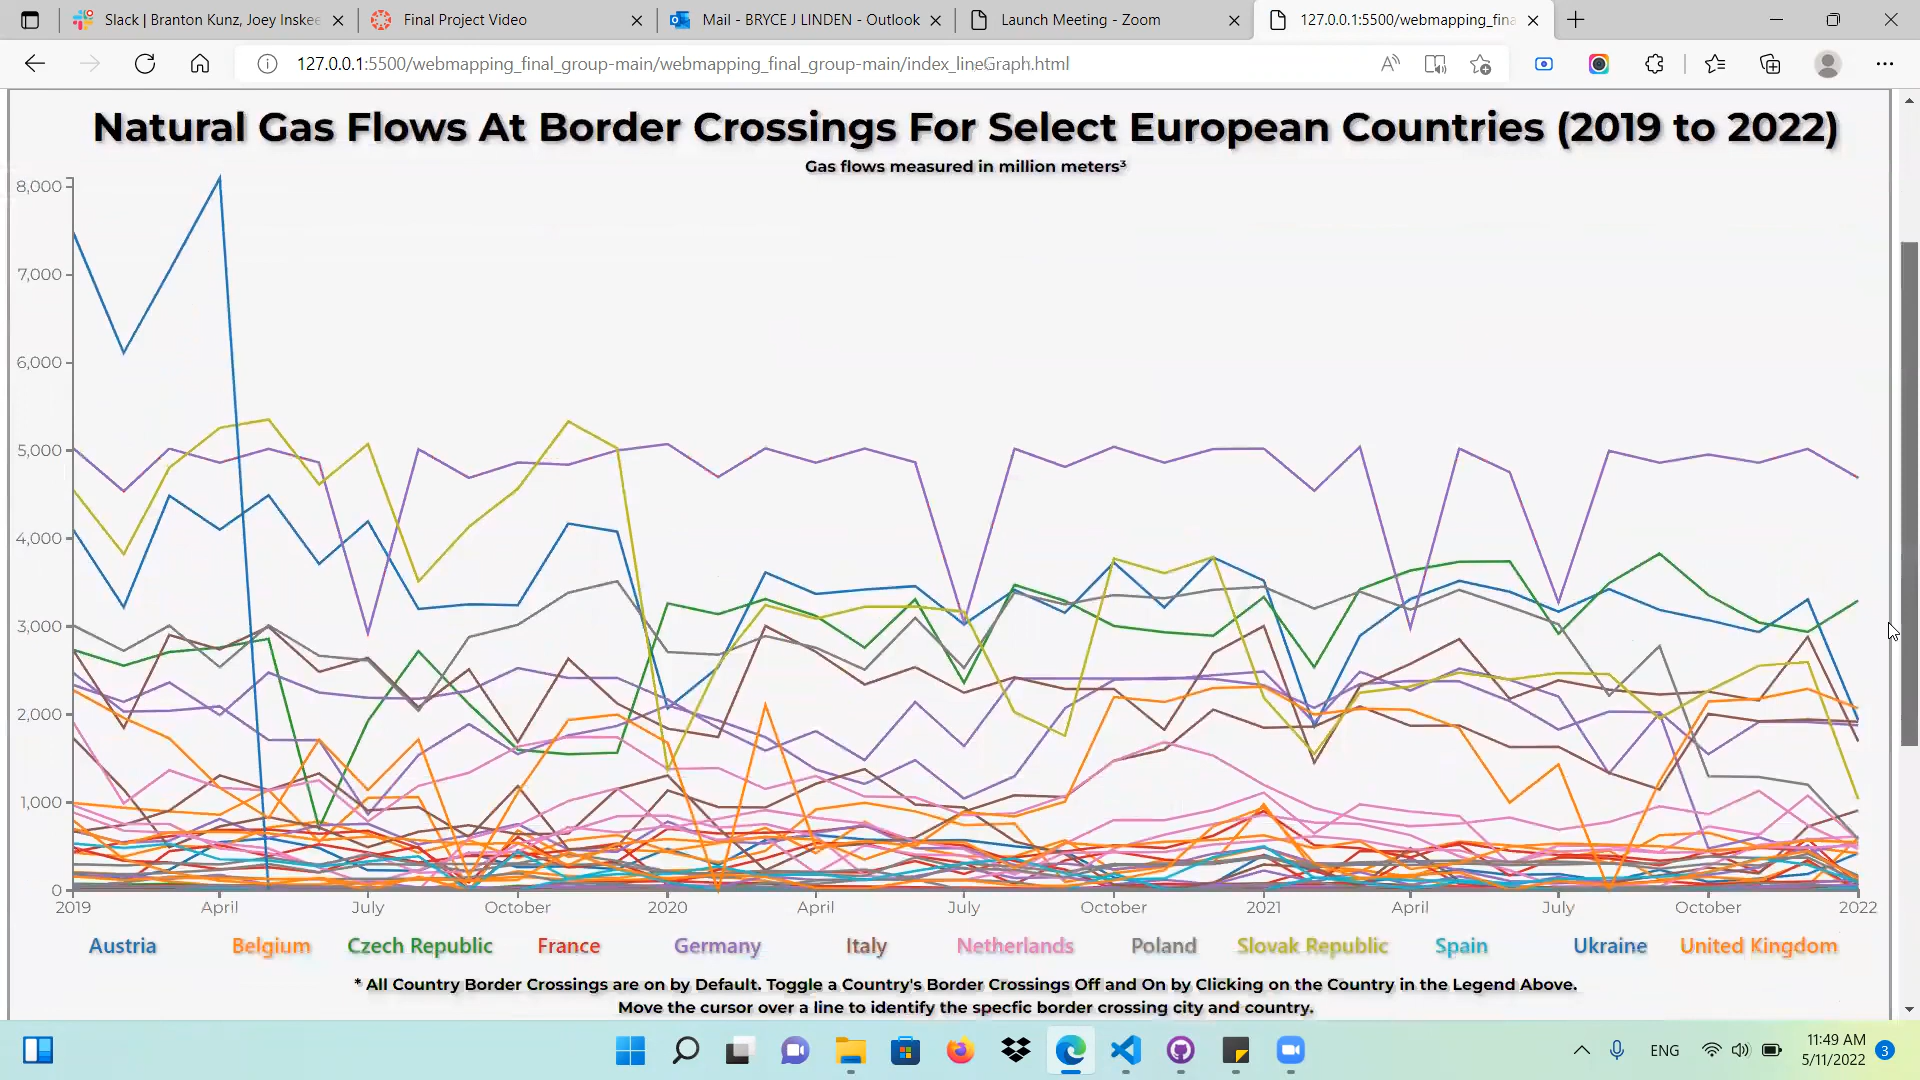 Slack | Branton Kunz, Joey Inske
Final Project Video
Mail - BRYCE J LINDEN - Outlook
Launch Meeting - Zoom
127.0.0.1:5500/webmapping_fina
127.0.0.1:5500/webmapping_final_group-main/webmapping_final_group-main/index_lineGraph.html
Natural Gas Flows At Border Crossings For Select European Countries (2019 to 2022)
Gas flows measured in million meters³
8,000
7,000
6,000
5,000
4,000
3,000
2,000
1,000
0
2019 April July October 2020 April July October 2021 April July October 2022
Austria Belgium Czech Republic France Germany Italy Netherlands Poland Slovak Republic Spain Ukraine United Kingdom
* All Country Border Crossings are on by Default. Toggle a Country's Border Crossings Off and On by Clicking on the Country in the Legend Above.
Move the cursor over a line to identify the specfic border crossing city and country.
ENG
11:49 AM
5/11/2022
3